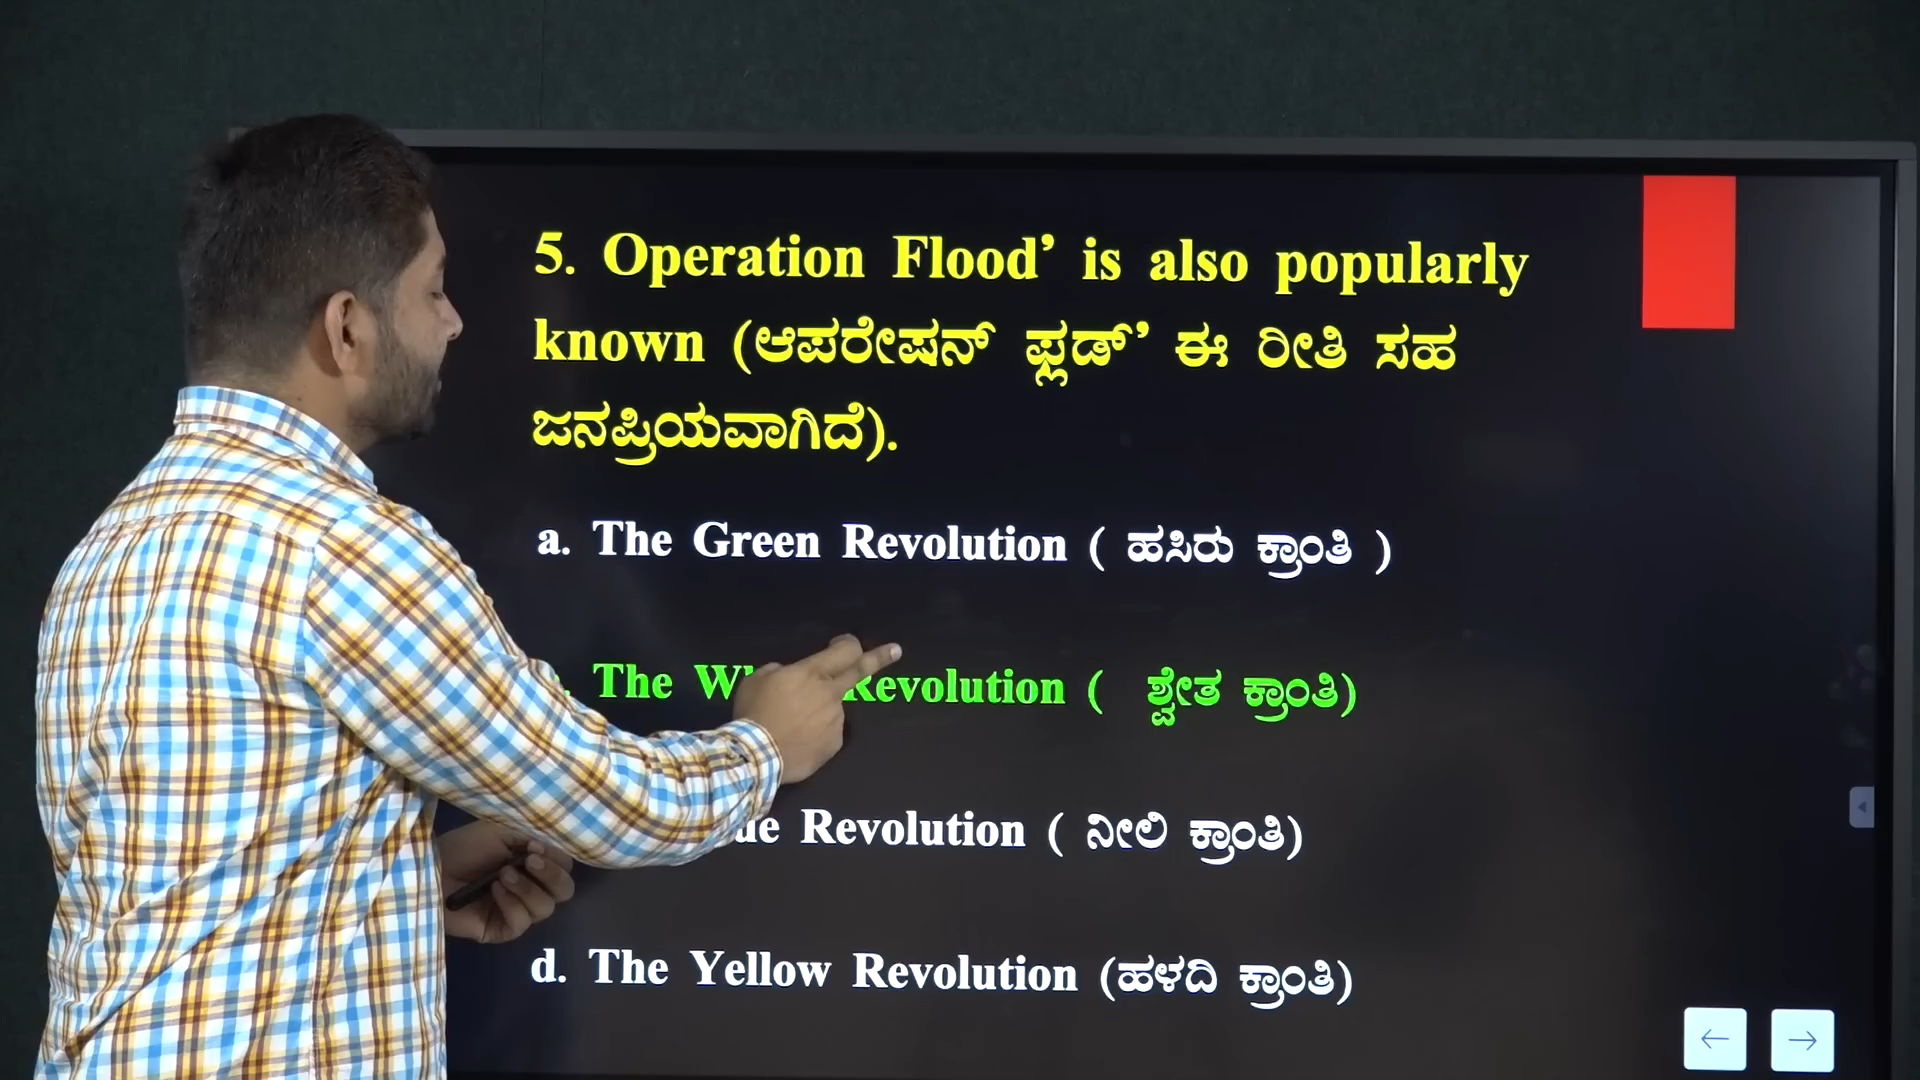 5. Operation Flood’ is also popularly
known (ಆಪರೇಷನ್ ಫ್ಲಡ್’ ಈ ರೀತಿ ಸಹ
ಜನಪ್ರಿಯವಾಗಿದೆ).
a. The Green Revolution ( ಹಸಿರು ಕ್ರಾಂತಿ )
The Revolution ( ಶ್ವೇತ ಕ್ರಾಂತಿ)
Revolution ( ನೀಲಿ ಕ್ರಾಂತಿ)
d. The Yellow Revolution (ಹಳದಿ ಕ್ರಾಂತಿ)